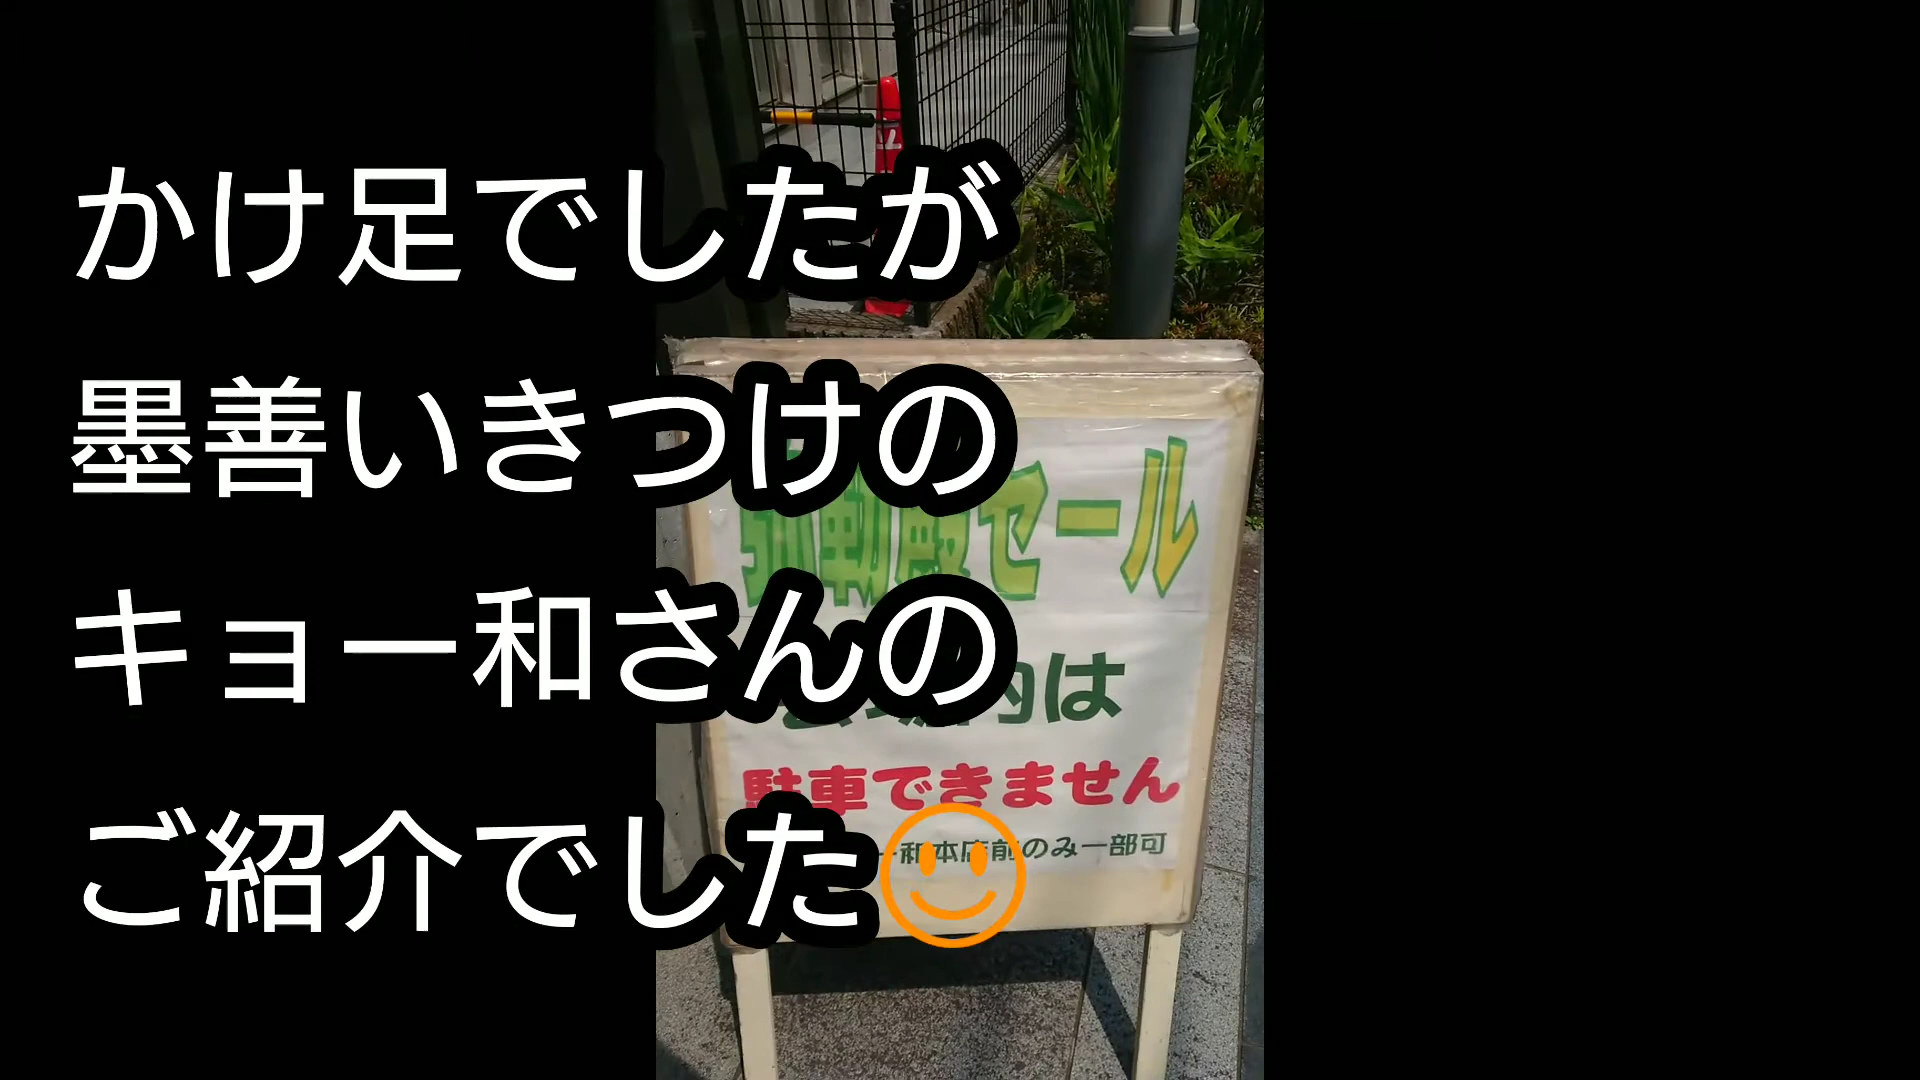 かけ足でしたが
墨善いきつけの
キョー和さんの
ご紹介でした
セール
内は
駐車できません
ー和本店前のみ一部可